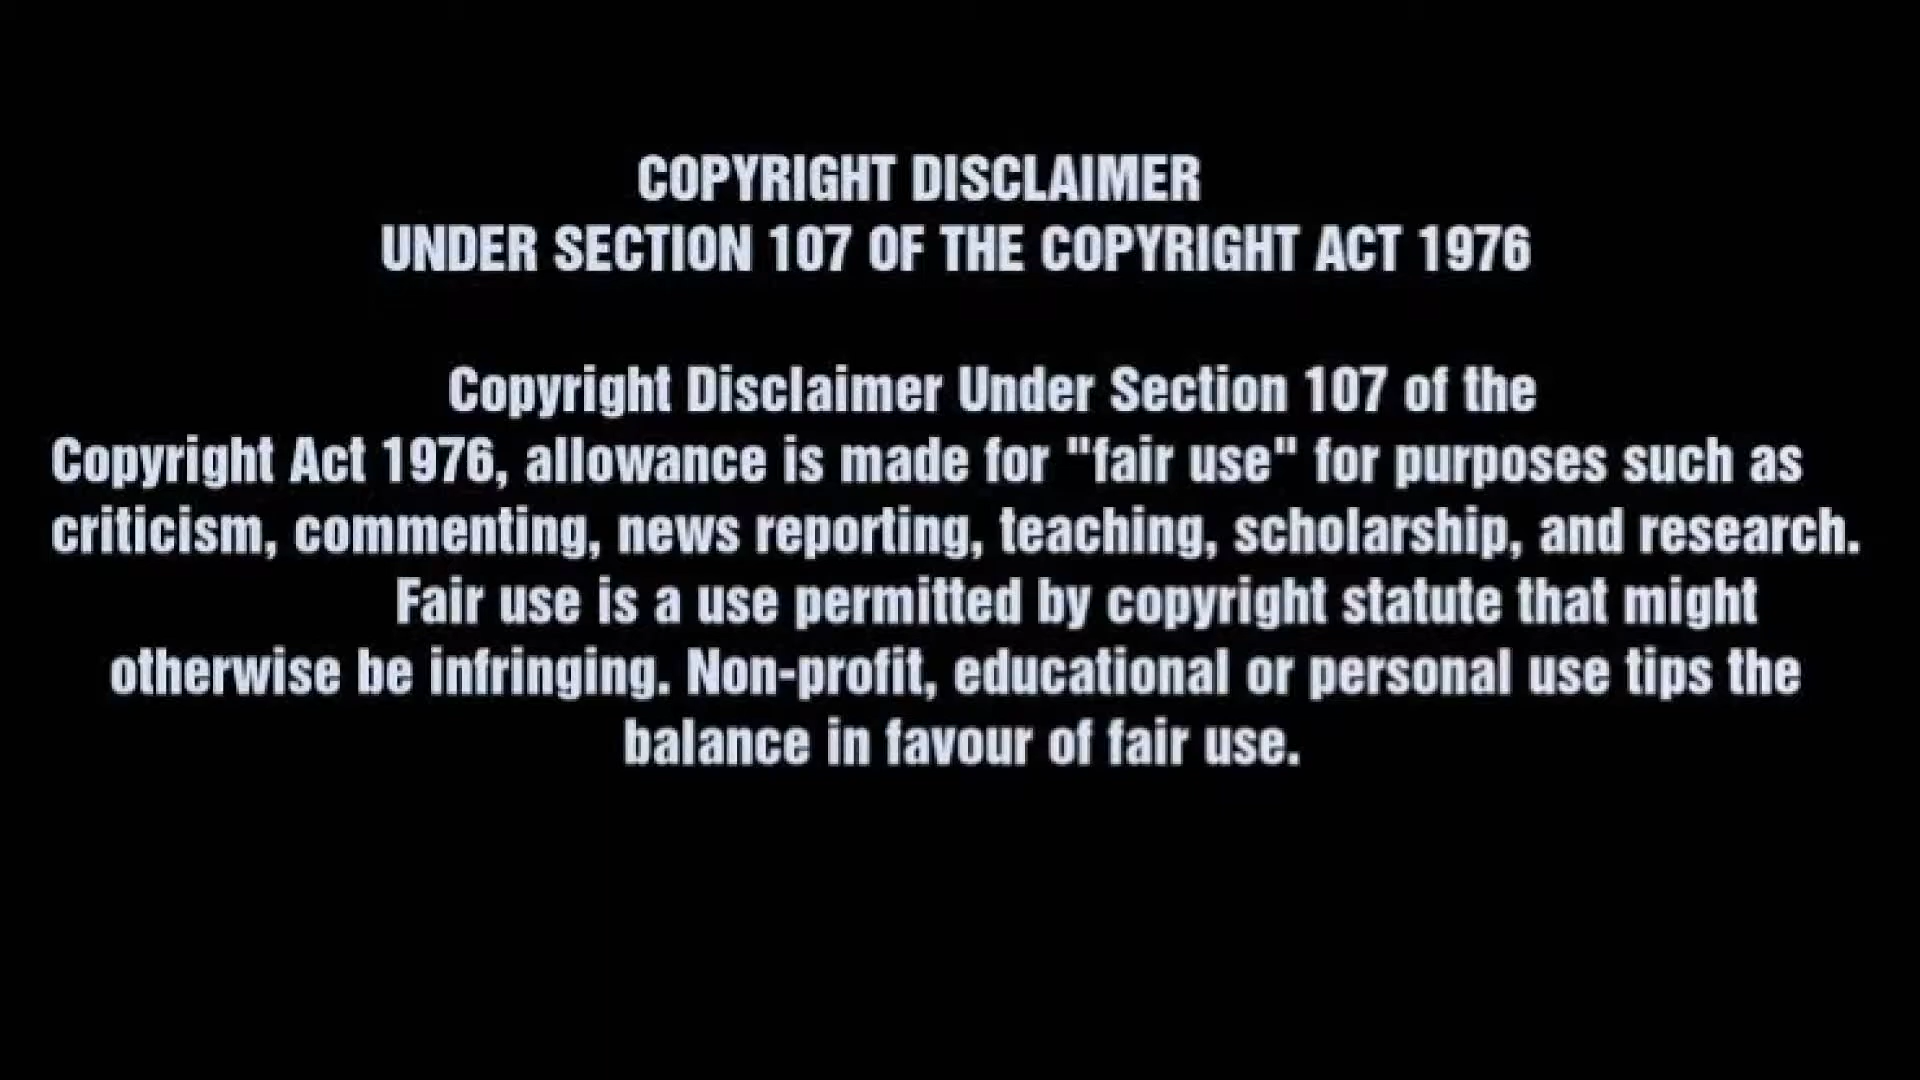 COPYRIGHT DISCLAIMER
UNDER SECTION 107 OF THE COPYRIGHT ACT 1976
Copyright Disclaimer Under Section 107 of the
Copyright Act 1976, allowance is made for "fair use" for purposes such as
criticism, commenting, news reporting, teaching, scholarship, and research.
Fair use is a use permitted by copyright statute that might
otherwise be infringing. Non-profit, educational or personal use tips the
balance in favour of fair use.